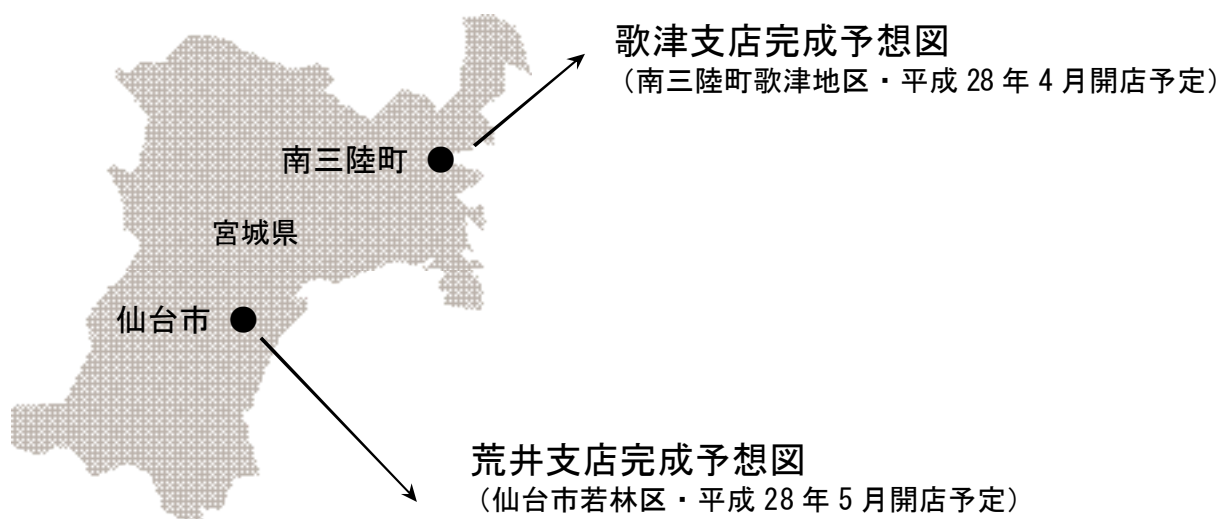 歌津支店完成予想図
（南三陸町歌津地区・平成 28 年 4 月開店予定）
南三陸町
宮城県
仙台市
荒井支店完成予想図
（仙台市若林区・平成 28 年 5 月開店予定）